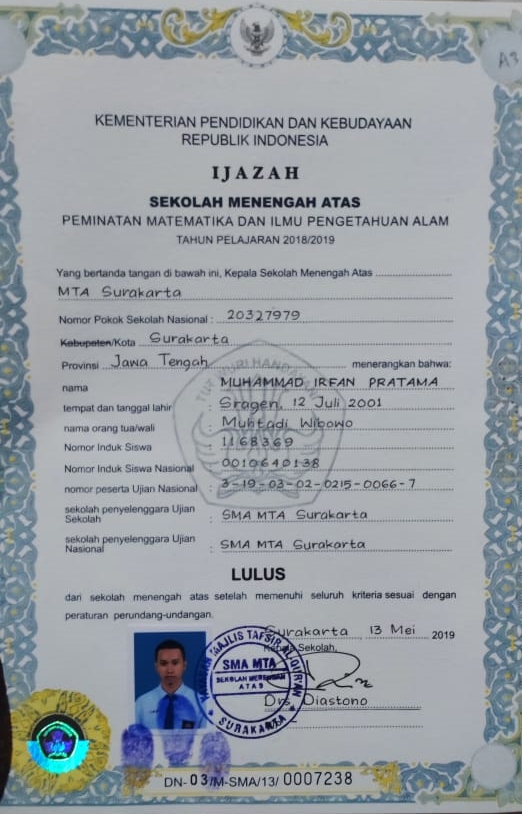 A3
KEMENTERIAN PENDIDIKAN DAN KEBUDAYAAN
REPUBLIK INDONESIA
IJAZAH
SEKOLAH MENENGAH ATAS
PEMINATAN MATEMATIKA DAN ILMU PENGETAHUAN ALAM
TAHUN PELAJARAN 2018/2019
Yang bertanda tangan di bawah ini, Kepala Sekolah Menengah Atas
MTA Surakarta
Nomor Pokok Sekolah Nasional : 20327979
Kabupaten/Kota Surakarta
Provinsi Jawa Tengah menerangkan bahwa:
TUT WURI HANDAYANI
nama : MUHAMMAD IRFAN PRATAMA
tempat dan tanggal lahir : Sragen, 12 Juli 2001
nama orang tua/wali : Muhtadi Wibowo
Nomor Induk Siswa : 1168369
Nomor Induk Siswa Nasional : 0010640138
nomor peserta Ujian Nasional : 3-19-03-02-0215-0066-7
sekolah penyelenggara Ujian
Sekolah : SMA MTA Surakarta
sekolah penyelenggara Ujian
Nasional : SMA MTA Surakarta
LULUS
dari sekolah menengah atas setelah memenuhi seluruh kriteria sesuai dengan
peraturan perundang-undangan.
Surakarta 13 Mei 2019
Kepala Sekolah,
YAYASAN MAJLIS TAFSIR AL-QUR'AN
SMA MTA
SEKOLAH MENENGAH
ATAS
SURAKARTA
Drs. Diastono
DN-03/M-SMA/13/ 0007238